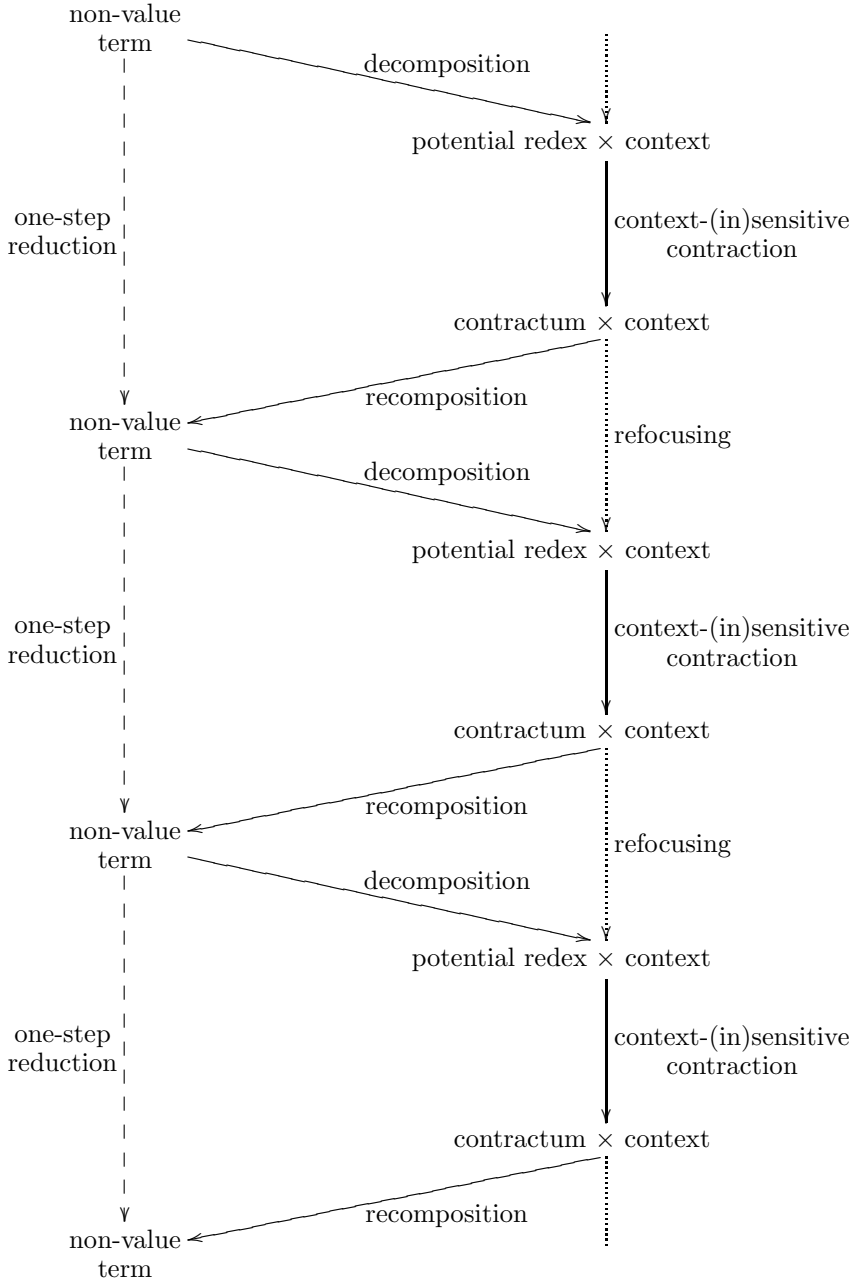 non-value
term
decomposition
potential redex × context
one-step
reduction
context-(in)sensitive
contraction
contractum × context
recomposition
non-value
term
refocusing
decomposition
potential redex × context
one-step
reduction
context-(in)sensitive
contraction
contractum × context
recomposition
non-value
term
refocusing
decomposition
potential redex × context
one-step
reduction
context-(in)sensitive
contraction
contractum × context
recomposition
non-value
term